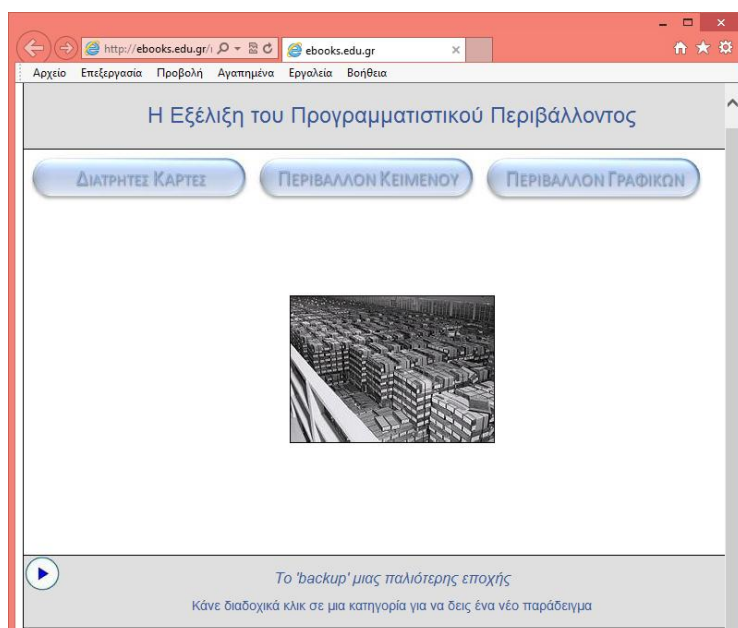 http://ebooks.edu.gr/
ebooks.edu.gr
Αρχείο Επεξεργασία Προβολή Αγαπημένα Εργαλεία Βοήθεια
Η Εξέλιξη του Προγραμματιστικού Περιβάλλοντος
ΔΙΑΤΡΗΤΕΣ ΚΑΡΤΕΣ ΠΕΡΙΒΑΛΛΟΝ ΚΕΙΜΕΝΟΥ ΠΕΡΙΒΑΛΛΟΝ ΓΡΑΦΙΚΩΝ
Το 'backup' μιας παλιότερης εποχής
Κάνε διαδοχικά κλικ σε μια κατηγορία για να δεις ένα νέο παράδειγμα